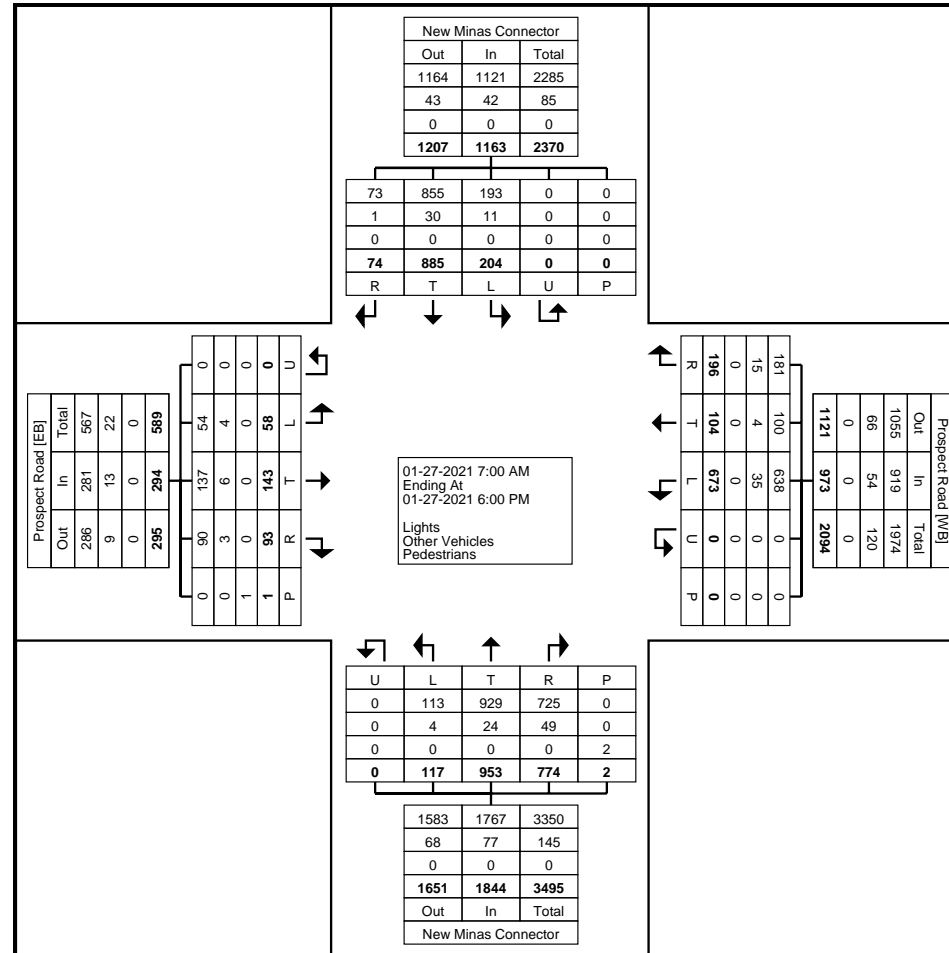 New Minas Connector
Out In Total
1164 1121 2285
43 42 85
0 0 0
1207 1163 2370
73 855 193 0 0
1 30 11 0 0
0 0 0 0 0
74 885 204 0 0
R T L U P
Prospect Road [EB]
Total In Out
567 281 286
22 13 9
0 0 0
589 294 295
0 54 137 90 0
0 4 6 3 0
0 0 0 0 1
0 58 143 93 1
U L T R P
01-27-2021 7:00 AM
Ending At
01-27-2021 6:00 PM
Lights
Other Vehicles
Pedestrians
R T L U P
196 104 673 0 0
0 0 0 0 0
15 4 35 0 0
181 100 638 0 0
Prospect Road [WB]
Out In Total
1055 919 1974
66 54 120
0 0 0
1121 973 2094
U L T R P
0 113 929 725 0
0 4 24 49 0
0 0 0 0 2
0 117 953 774 2
1583 1767 3350
68 77 145
0 0 0
1651 1844 3495
Out In Total
New Minas Connector